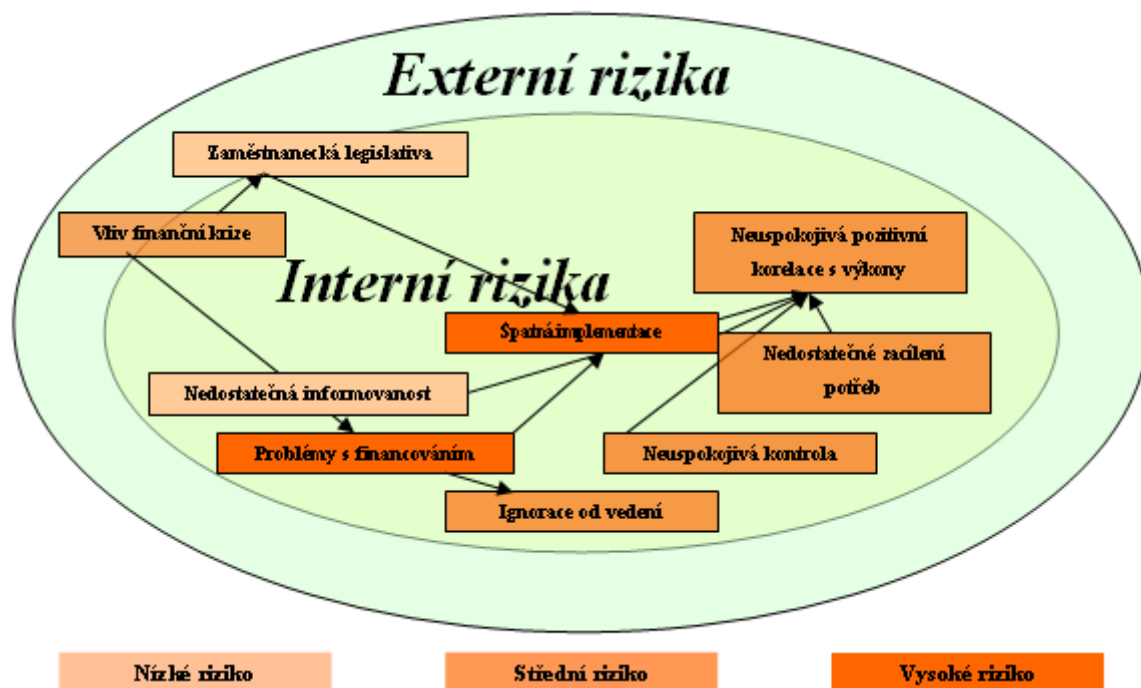 Externí rizika
Zaměstnanecká legislativa
Vliv finanční krize
Neuspokojivá pozitivní
korelace s výkony
Interní rizika
Špatná implementace
Nedostatečné zacílení
potřeb
Nedostatečná informovanost
Problémy s financováním
Neuspokojivá kontrola
Ignorace od vedení
Nízké riziko
Střední riziko
Vysoké riziko